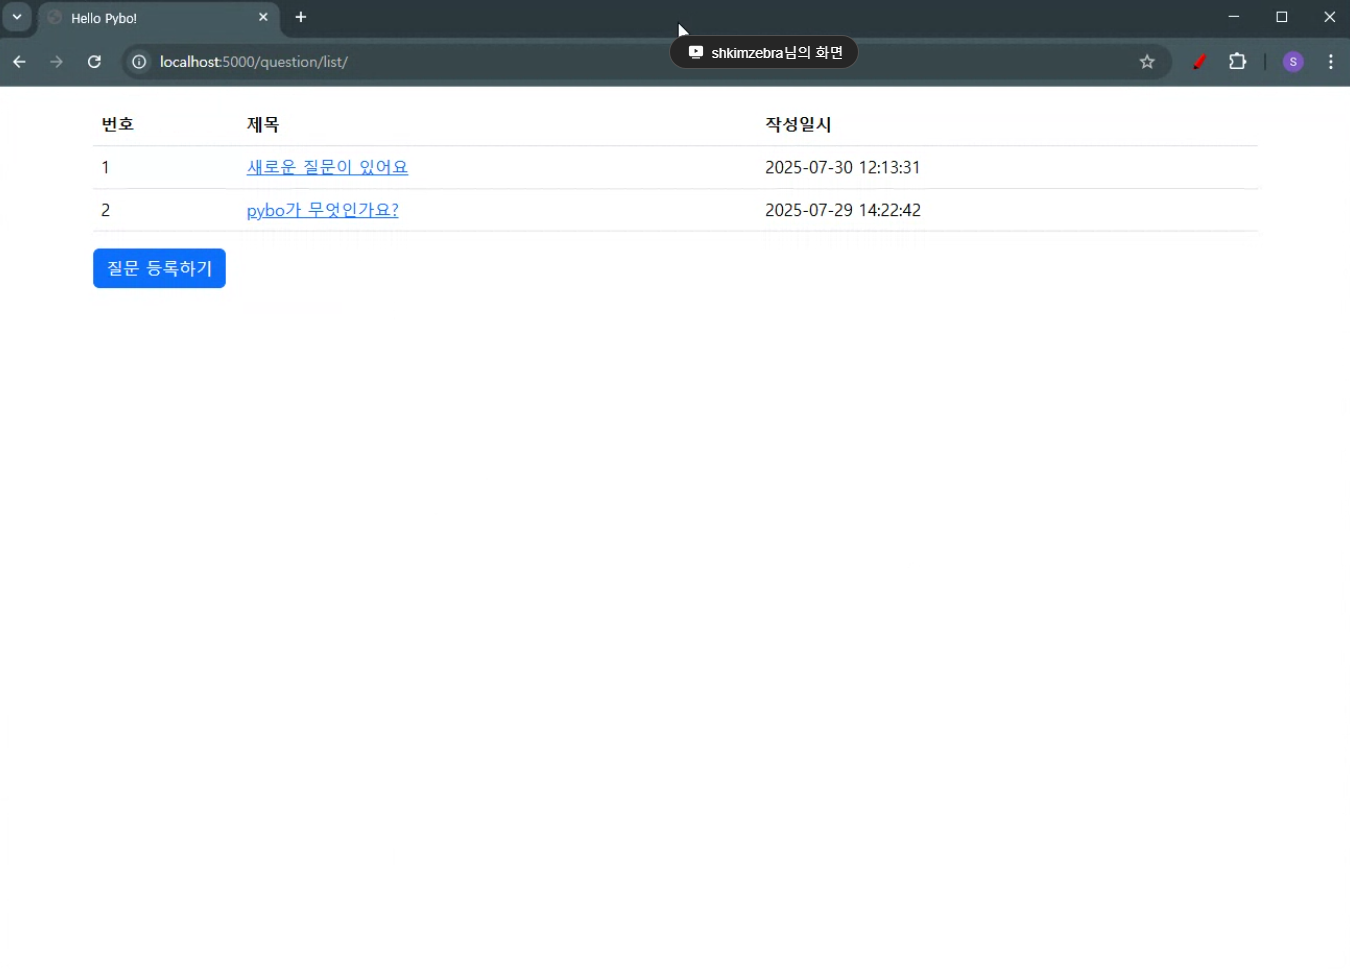 Hello Pybo!
shkimzebra님의 화면
localhost:5000/question/list/
S
번호 제목 작성일시
1 새로운 질문이 있어요 2025-07-30 12:13:31
2 pybo가 무엇인가요? 2025-07-29 14:22:42
질문 등록하기